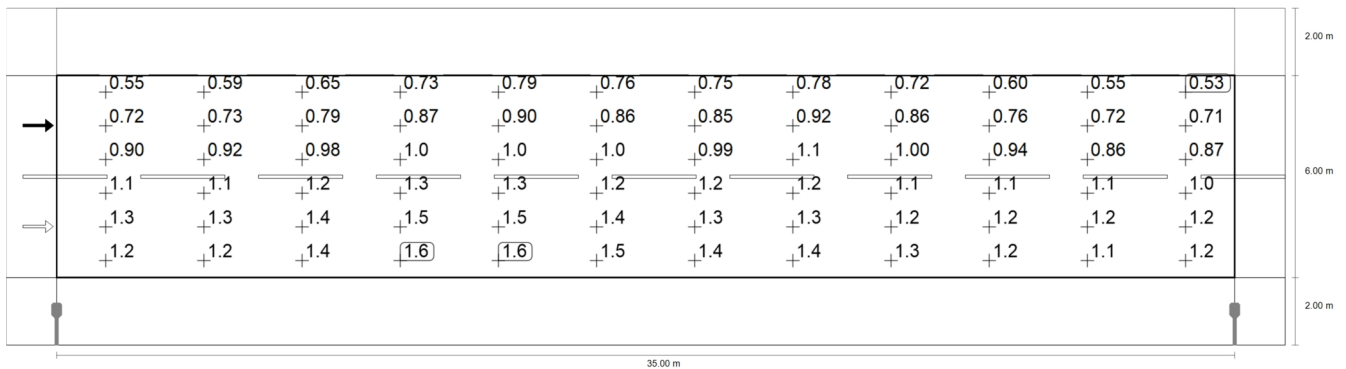 2.00 m
0.55 0.59 0.65 0.73 0.79 0.76 0.75 0.78 0.72 0.60 0.55 0.53
0.72 0.73 0.79 0.87 0.90 0.86 0.85 0.92 0.86 0.76 0.72 0.71
0.90 0.92 0.98 1.0 1.0 1.0 0.99 1.1 1.00 0.94 0.86 0.87
6.00 m
1.1 1.1 1.2 1.3 1.3 1.2 1.2 1.2 1.1 1.1 1.1 1.0
1.3 1.3 1.4 1.5 1.5 1.4 1.3 1.3 1.2 1.2 1.2 1.2
1.2 1.2 1.4 1.6 1.6 1.5 1.4 1.4 1.3 1.2 1.1 1.2
2.00 m
35.00 m